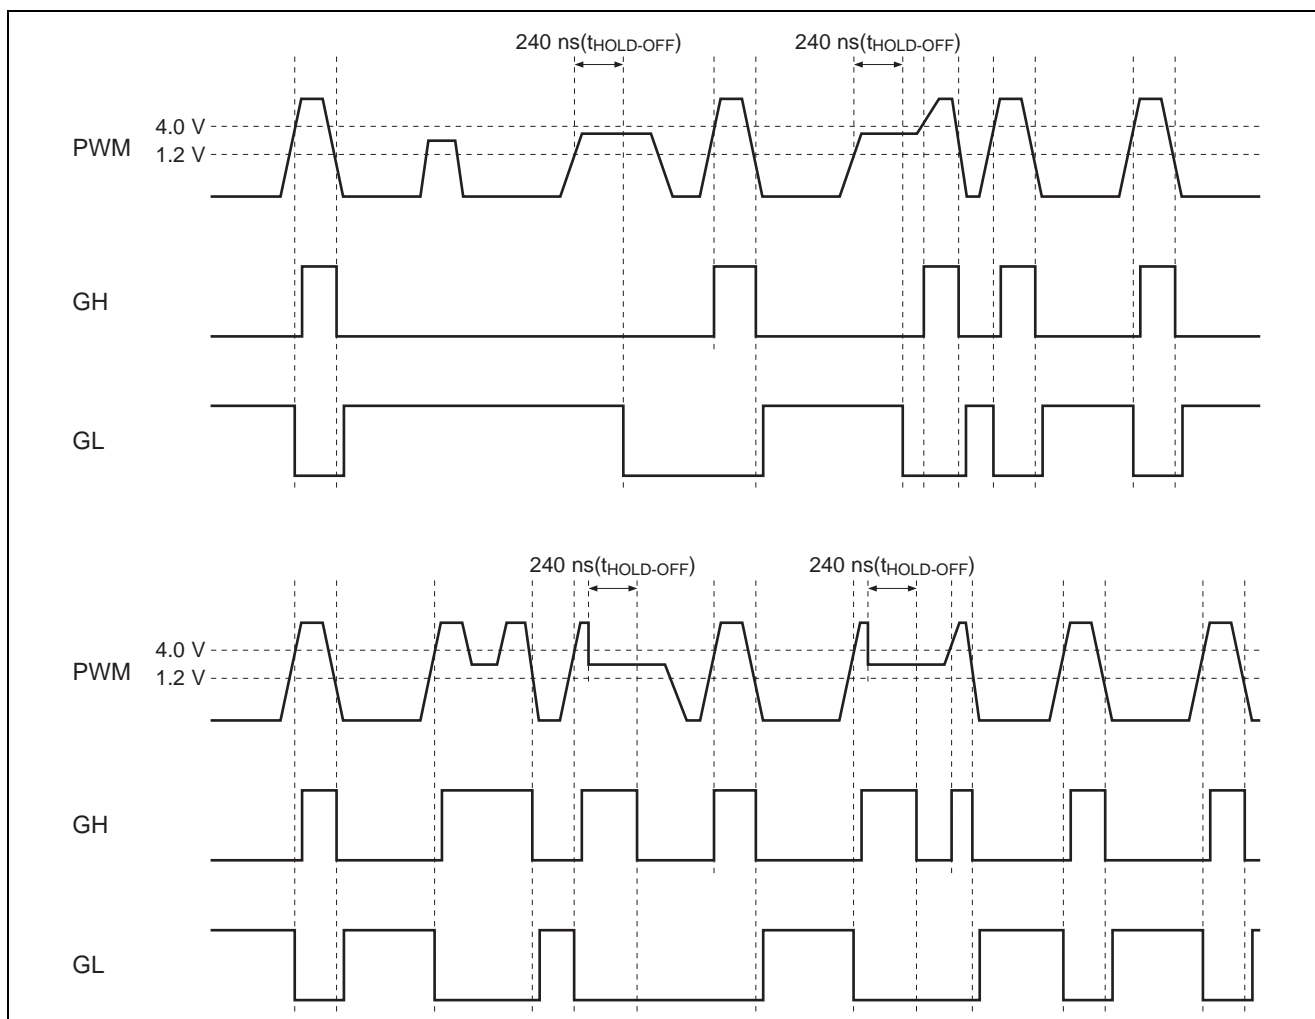 240 ns(tHOLD-OFF) 240 ns(tHOLD-OFF)
4.0 V
PWM
1.2 V
GH
GL
240 ns(tHOLD-OFF) 240 ns(tHOLD-OFF)
4.0 V
PWM
1.2 V
GH
GL